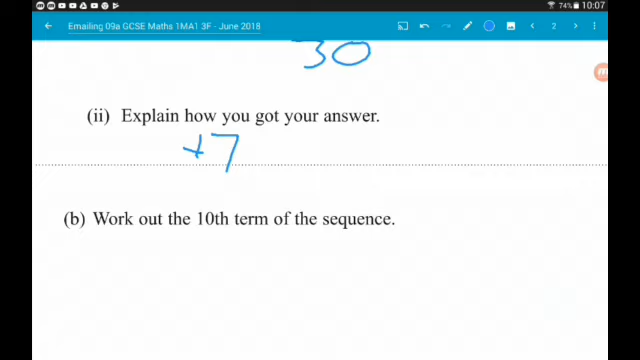 74% 10:07
Emailing 09a GCSE Maths 1MA1 3F - June 2018
2
30
(ii) Explain how you got your answer.
+7
(b) Work out the 10th term of the sequence.